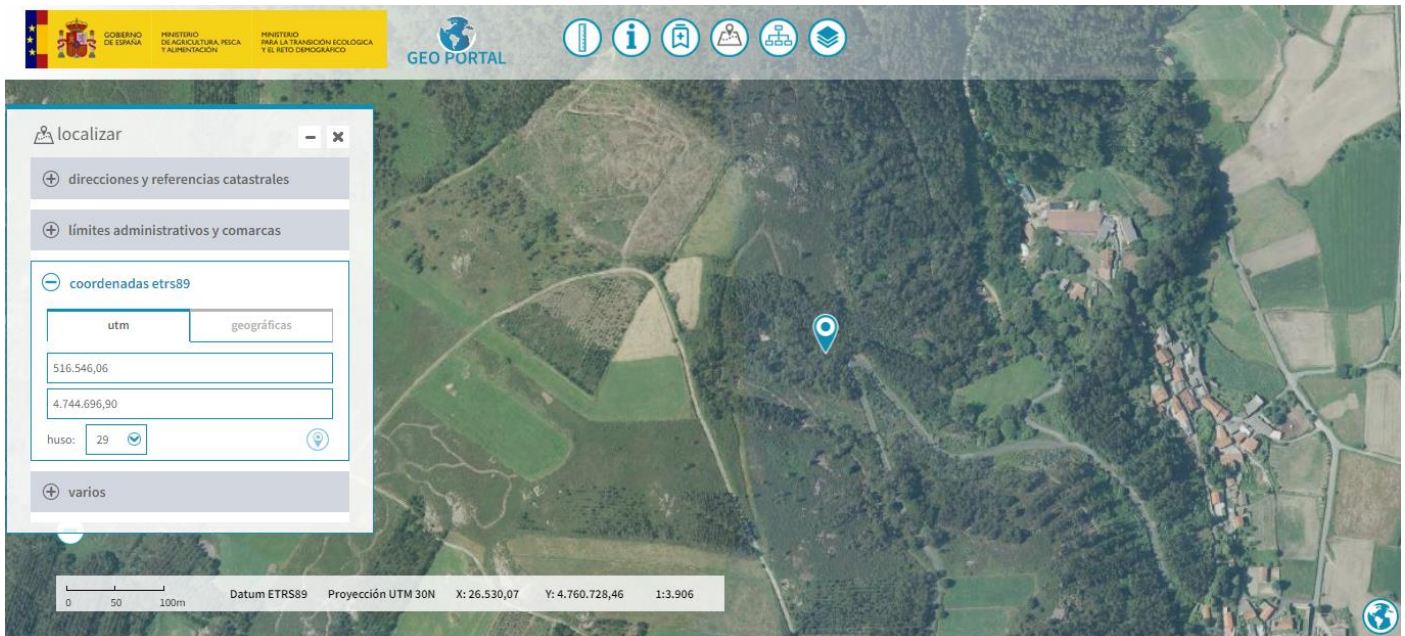 GOBIERNO
DE ESPAÑA
MINISTERIO
DE AGRICULTURA, PESCA
Y ALIMENTACIÓN
MINISTERIO
PARA LA TRANSICIÓN ECOLÓGICA
Y EL RETO DEMOGRÁFICO
GEO PORTAL
localizar
direcciones y referencias catastrales
límites administrativos y comarcas
coordenadas etrs89
utm geográficas
516.546,06
4.744.696,90
huso: 29
varios
0 50 100m Datum ETRS89 Proyección UTM 30N X: 26.530,07 Y: 4.760.728,46 1:3.906